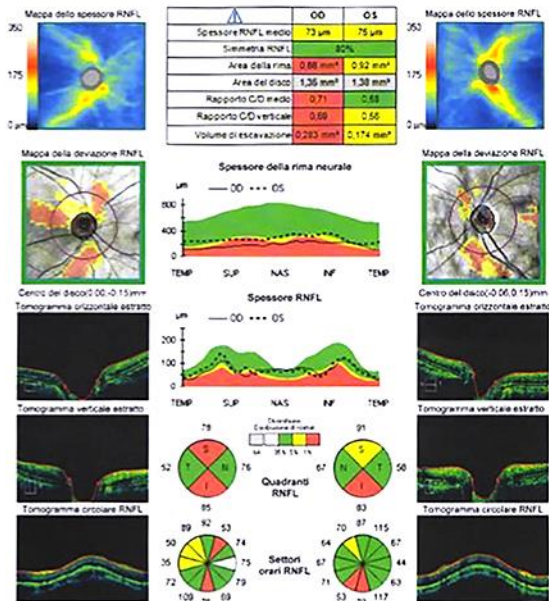 Mappa dello spessore RNFL
350
175
0 µm
OD OS
Spessore RNFL medio 73 µm 75 µm
Simmetria RNFL 80%
Area della rima 0,92 mm²
Area del disco 1,35 mm² 1,38 mm²
Rapporto C/D medio 0,71
Rapporto C/D verticale 0,69 0,56
Volume di escavazione 0,283 mm³ 0,174 mm³
Mappa dello spessore RNFL
350
175
0 µm
Mappa della deviazione RNFL
Centro del disco(0.00,-0.15)mm
Spessore della rima neurale
µm OD OS
800
400
0
TEMP SUP NAS INF TEMP
Mappa della deviazione RNFL
Centro del disco(-0.06,0.15)mm
Tomogramma orizzontale estratto
Spessore RNFL
µm OD OS
200
100
0
TEMP SUP NAS INF TEMP
Tomogramma orizzontale estratto
Tomogramma verticale estratto
78
52 S T N I 76
85
95% 5% 1%
Quadranti
RNFL
91
67 S T N I 58
83
Tomogramma verticale estratto
Tomogramma circolare RNFL
89 92 53
50 74
35 75
72 79
109 69
Settori
orari RNFL
70 87 115
64 67
67 44
71 63
53 117
Tomogramma circolare RNFL